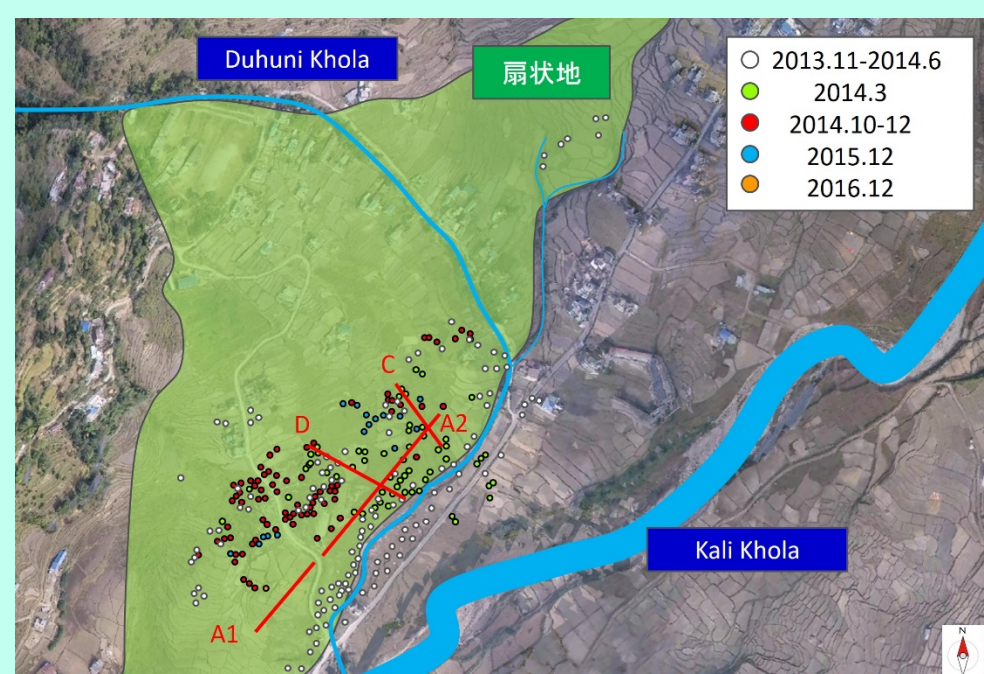 Duhuni Khola
扇状地
2013.11-2014.6
2014.3
2014.10-12
2015.12
2016.12
C
D
A2
Kali Khola
A1
N